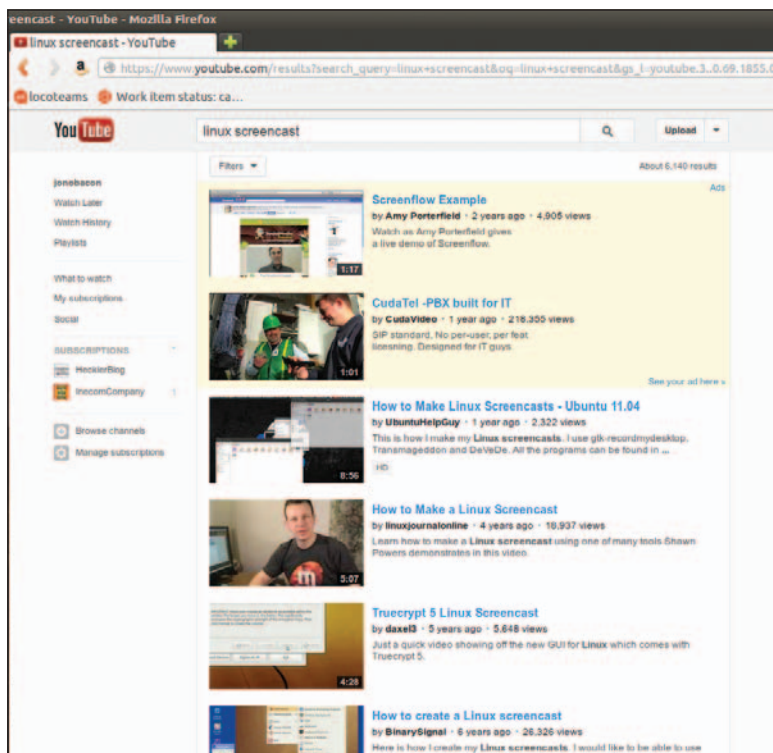 eencast - YouTube - Mozilla Firefox
linux screencast - YouTube
https://www.youtube.com/results?search_query=linux+screencast&oq=linux+screencast&gs_l=youtube.3..0.69.1855.0
locoteams Work item status: ca...
YouTube
linux screencast
Upload
Filters
About 6,140 results
jonobacon
Watch Later
Watch History
Playlists
What to watch
My subscriptions
Social
SUBSCRIPTIONS
HecklerBlog
InecomCompany 1
Browse channels
Manage subscriptions
Ads
Screenflow Example
by Amy Porterfield · 2 years ago · 4,905 views
Watch as Amy Porterfield gives
a live demo of Screenflow.
1:17
CudaTel -PBX built for IT
by CudaVideo · 1 year ago · 218,355 views
SIP standard, No per-user, per feat
licesning. Designed for IT guys.
1:01
See your ad here »
How to Make Linux Screencasts - Ubuntu 11.04
by UbuntuHelpGuy · 1 year ago · 2,322 views
This is how I make my Linux screencasts. I use gtk-recordmydesktop,
Transmageddon and DeVeDe. All the programs can be found in ...
HD
8:56
How to Make a Linux Screencast
by linuxjournalonline · 4 years ago · 18,937 views
Learn how to make a Linux screencast using one of many tools Shawn
Powers demonstrates in this video.
5:07
Truecrypt 5 Linux Screencast
by daxel3 · 5 years ago · 5,648 views
Just a quick video showing off the new GUI for Linux which comes with
Truecrypt 5.
4:28
How to create a Linux screencast
by BinarySignal · 6 years ago · 26,326 views
Here is how I create my Linux screencasts. I would like to be able to use